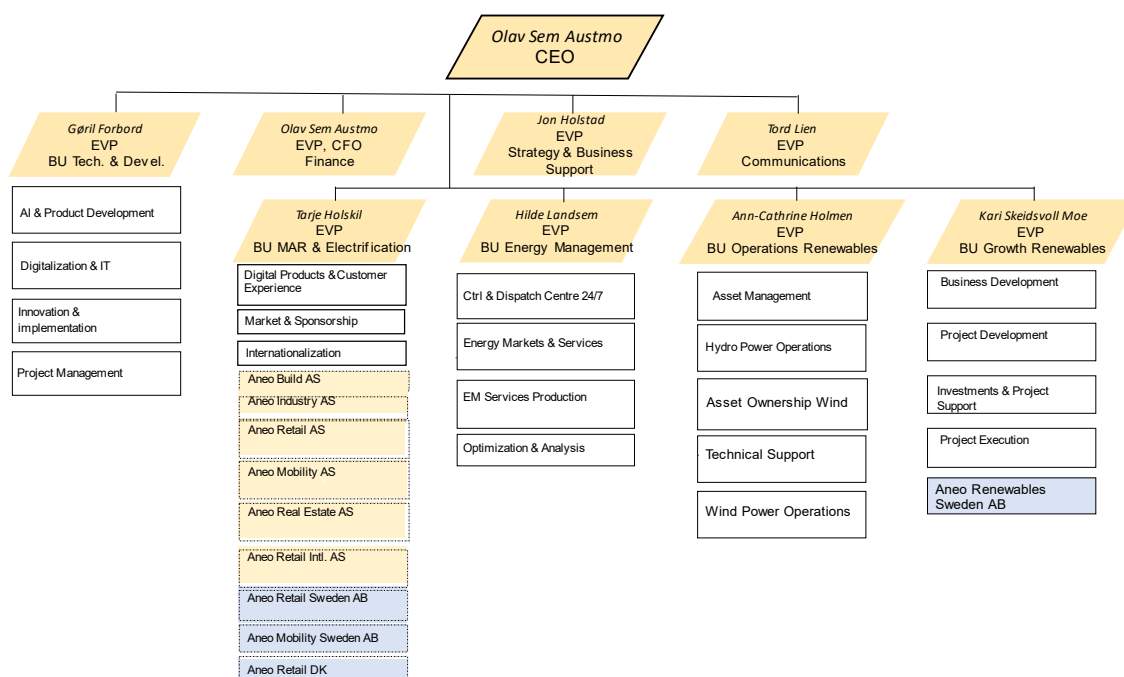 Olav Sem Austmo
CEO
Gøril Forbord
EVP
BU Tech. & Devel.
Olav Sem Austmo
EVP, CFO
Finance
Jon Holstad
EVP
Strategy & Business
Support
Tord Lien
EVP
Communications
AI & Product Development
Digitalization & IT
Innovation &
implementation
Project Management
Tarje Holskil
EVP
BU MAR & Electrification
Digital Products & Customer
Experience
Market & Sponsorship
Internationalization
Aneo Build AS
Aneo Industry AS
Aneo Retail AS
Aneo Mobility AS
Aneo Real Estate AS
Aneo Retail Intl. AS
Aneo Retail Sweden AB
Aneo Mobility Sweden AB
Aneo Retail DK
Hilde Landsem
EVP
BU Energy Management
Ctrl & Dispatch Centre 24/7
Energy Markets & Services
EM Services Production
Optimization & Analysis
Ann-Cathrine Holmen
EVP
BU Operations Renewables
Asset Management
Hydro Power Operations
Asset Ownership Wind
Technical Support
Wind Power Operations
Kari Skeidsvoll Moe
EVP
BU Growth Renewables
Business Development
Project Development
Investments & Project
Support
Project Execution
Aneo Renewables
Sweden AB